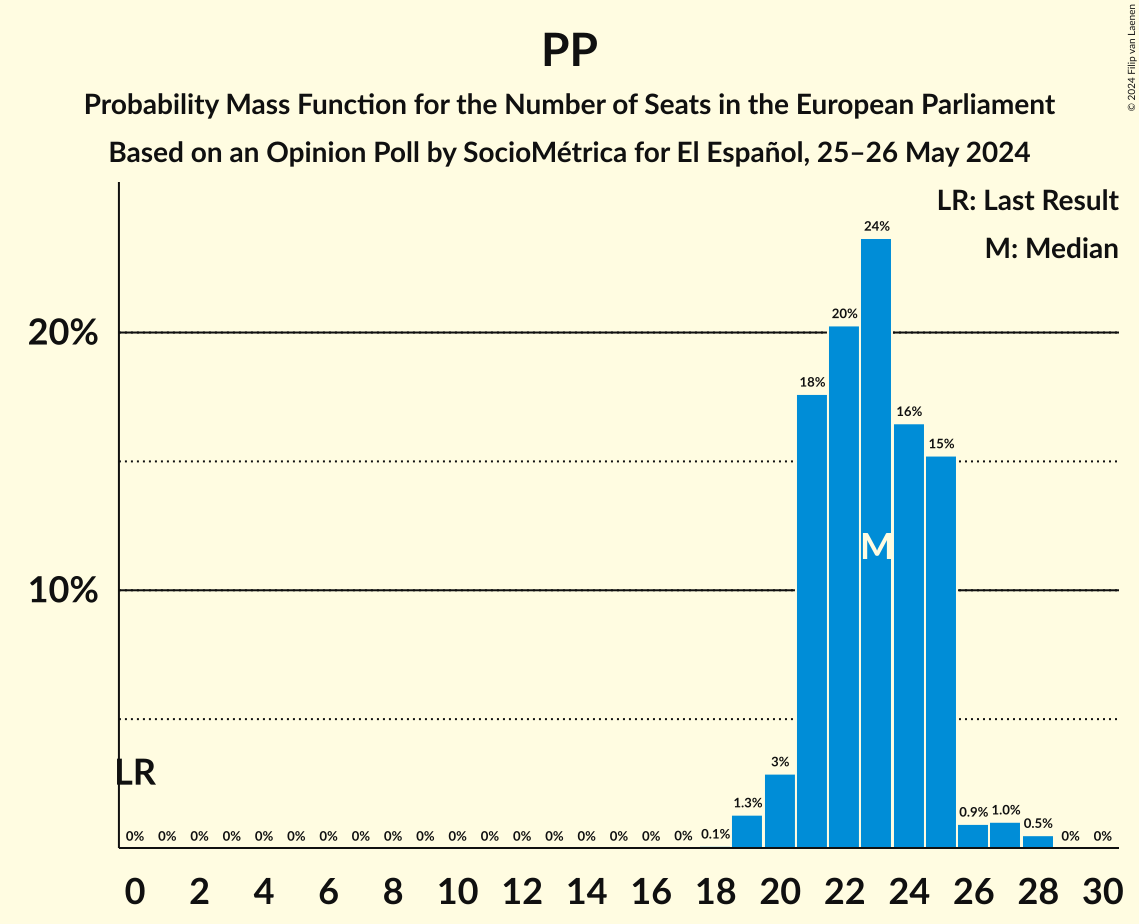 PP
Probability Mass Function for the Number of Seats in the European Parliament
Based on an Opinion Poll by SocioMétrica for El Español, 25–26 May 2024
© 2024 Filip van Laenen
LR: Last Result
M: Median
20%
10%
24%
20%
18%
16%
15%
M
LR
3%
1.3%
0.9%
1.0%
0.5%
0% 0% 0% 0% 0% 0% 0% 0% 0% 0% 0% 0% 0% 0% 0% 0% 0% 0% 0.1% 0% 0%
0 2 4 6 8 10 12 14 16 18 20 22 24 26 28 30